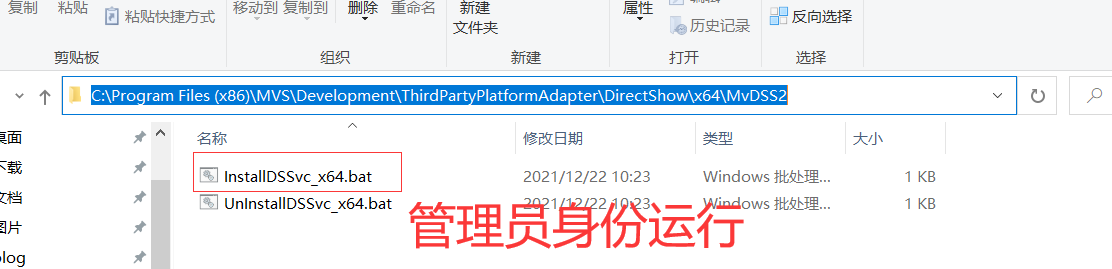 复制
粘贴
粘贴快捷方式
移动到 复制到
删除
重命名
新建
文件夹
属性
历史记录
反向选择
剪贴板
组织
新建
打开
选择
C:\Program Files (x86)\MVS\Development\ThirdPartyPlatformAdapter\DirectShow\x64\MvDSS2
名称
修改日期
类型
大小
桌面
下载
文档
图片
log
InstallDSSvc_x64.bat
2021/12/22 10:23
Windows 批处理...
1 KB
UnInstallDSSvc_x64.bat
2021/12/22 10:23
Windows 批处理...
1 KB
管理员身份运行